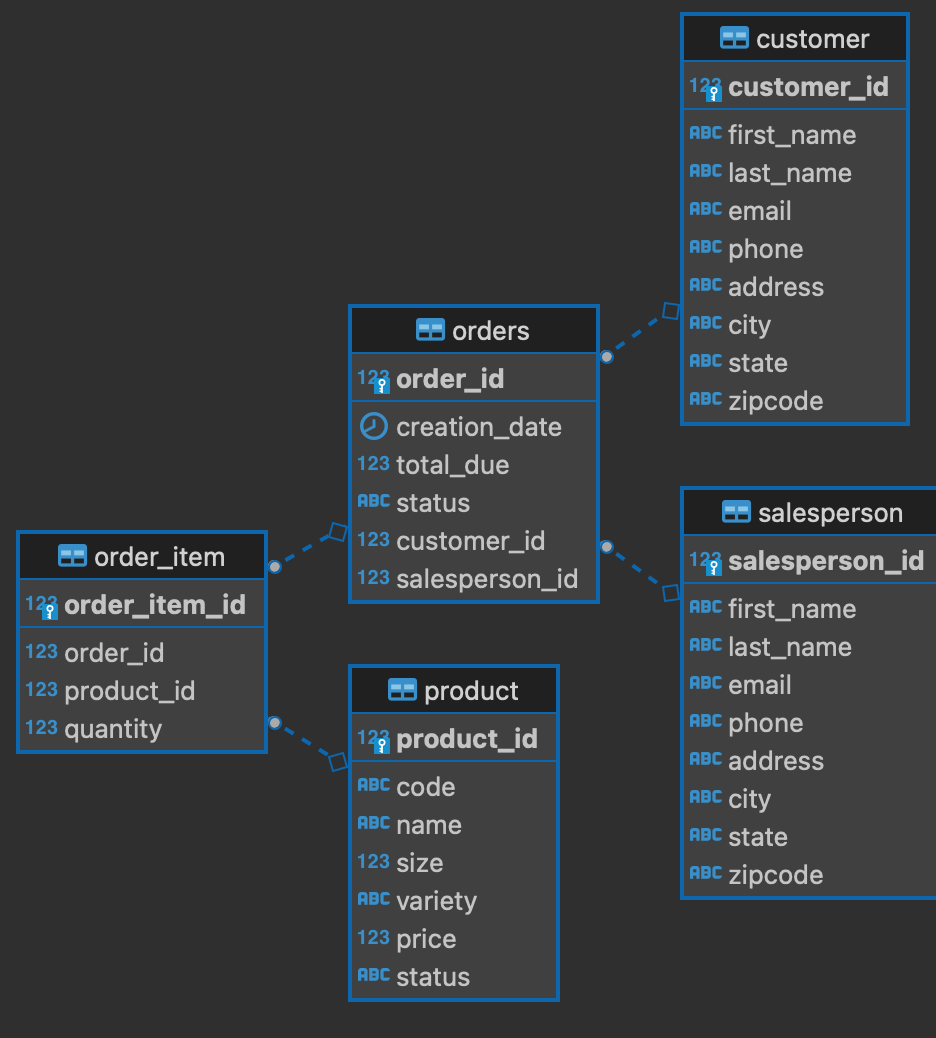 customer
123 customer_id
ABC first_name
ABC last_name
ABC email
ABC phone
ABC address
ABC city
ABC state
ABC zipcode
orders
123 order_id
creation_date
123 total_due
ABC status
123 customer_id
123 salesperson_id
salesperson
123 salesperson_id
ABC first_name
ABC last_name
ABC email
ABC phone
ABC address
ABC city
ABC state
ABC zipcode
order_item
123 order_item_id
123 order_id
123 product_id
123 quantity
product
123 product_id
ABC code
ABC name
123 size
ABC variety
123 price
ABC status